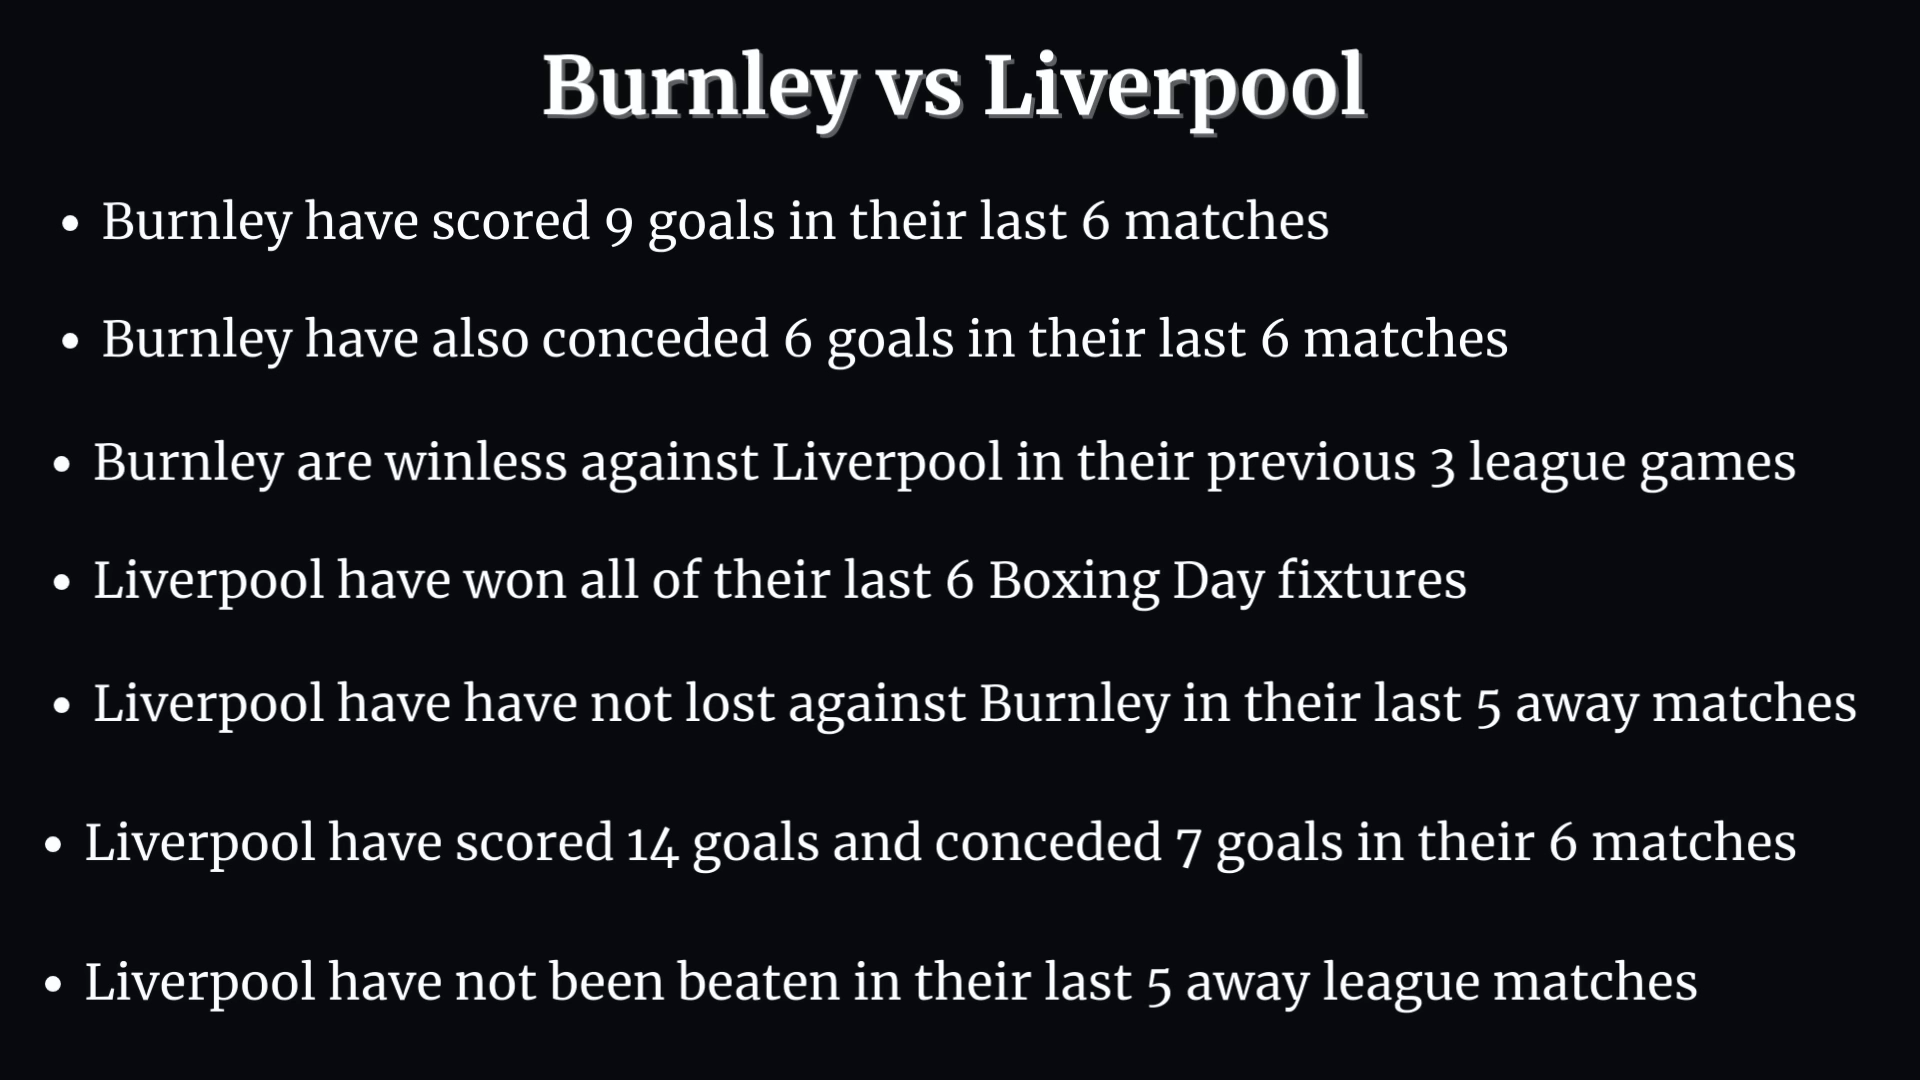 Burnley vs Liverpool
• Burnley have scored 9 goals in their last 6 matches
• Burnley have also conceded 6 goals in their last 6 matches
• Burnley are winless against Liverpool in their previous 3 league games
• Liverpool have won all of their last 6 Boxing Day fixtures
• Liverpool have have not lost against Burnley in their last 5 away matches
• Liverpool have scored 14 goals and conceded 7 goals in their 6 matches
• Liverpool have not been beaten in their last 5 away league matches